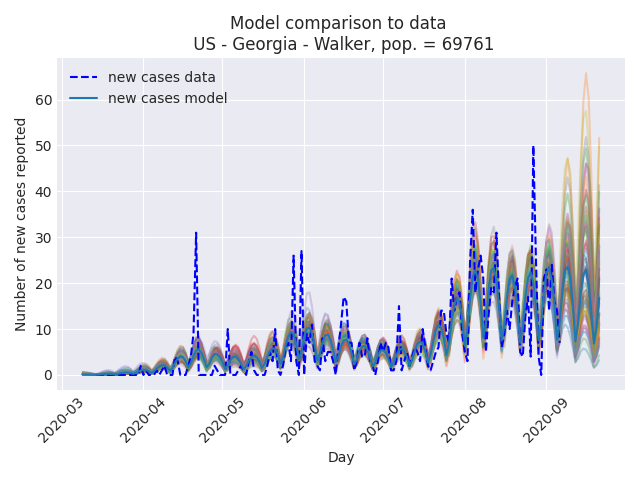 Model comparison to data
US - Georgia - Walker, pop. = 69761
new cases data
new cases model
Number of new cases reported
60
50
40
30
20
10
0
2020-03
2020-04
2020-05
2020-06
2020-07
2020-08
2020-09
Day